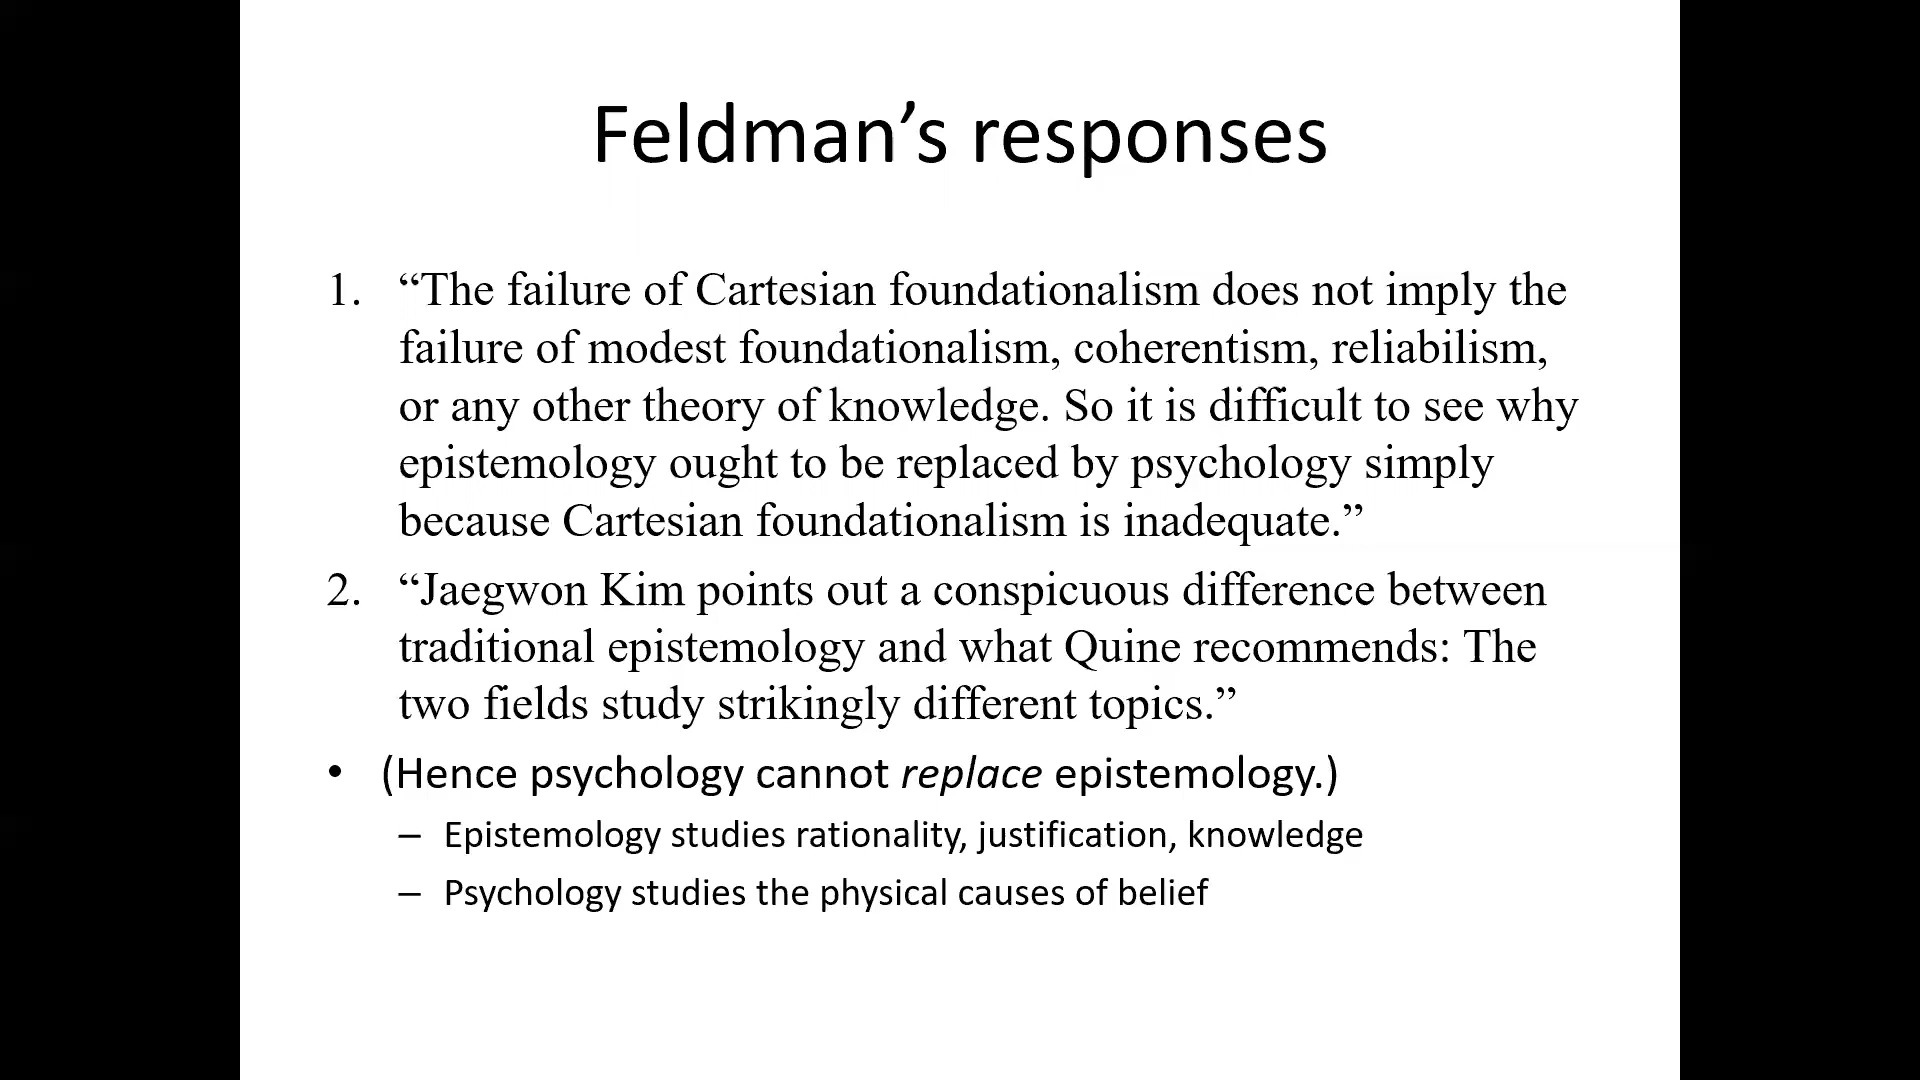 Feldman’s responses
1. “The failure of Cartesian foundationalism does not imply the
failure of modest foundationalism, coherentism, reliabilism,
or any other theory of knowledge. So it is difficult to see why
epistemology ought to be replaced by psychology simply
because Cartesian foundationalism is inadequate.”
2. “Jaegwon Kim points out a conspicuous difference between
traditional epistemology and what Quine recommends: The
two fields study strikingly different topics.”
• (Hence psychology cannot replace epistemology.)
– Epistemology studies rationality, justification, knowledge
– Psychology studies the physical causes of belief